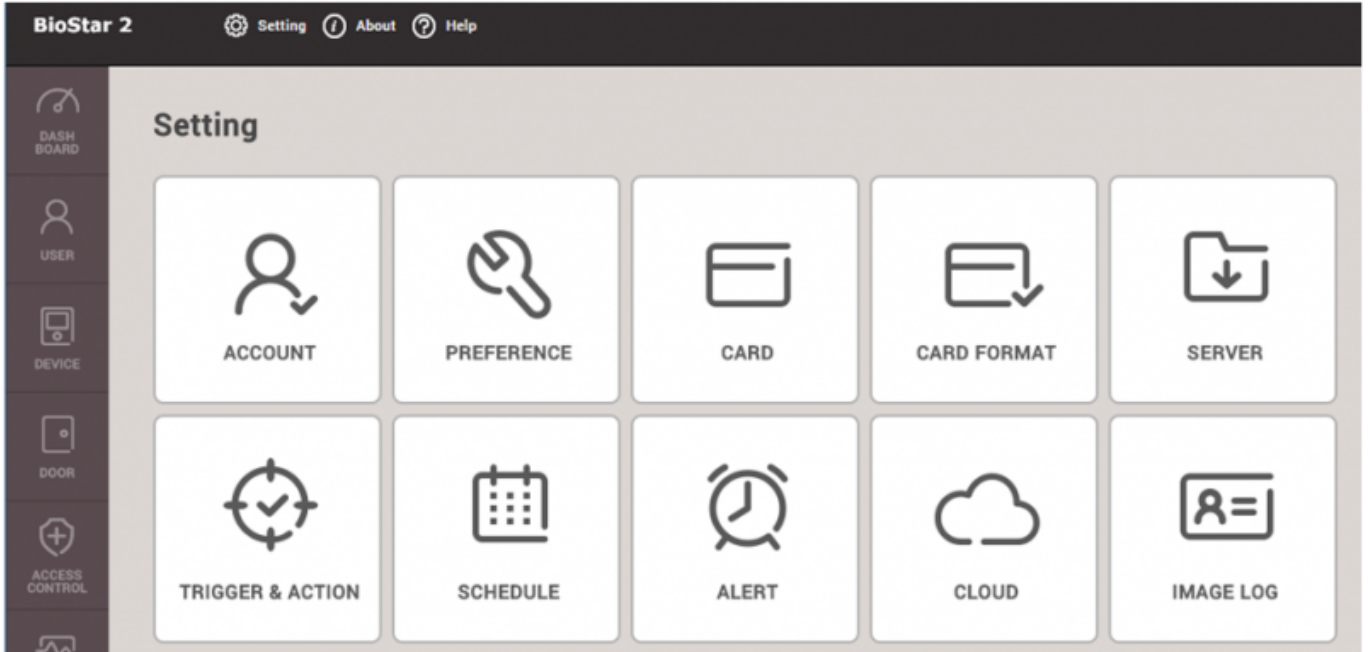 BioStar 2
Setting
About
Help
DASH
BOARD
USER
DEVICE
DOOR
ACCESS
CONTROL
Setting
ACCOUNT
PREFERENCE
CARD
CARD FORMAT
SERVER
TRIGGER & ACTION
SCHEDULE
ALERT
CLOUD
IMAGE LOG